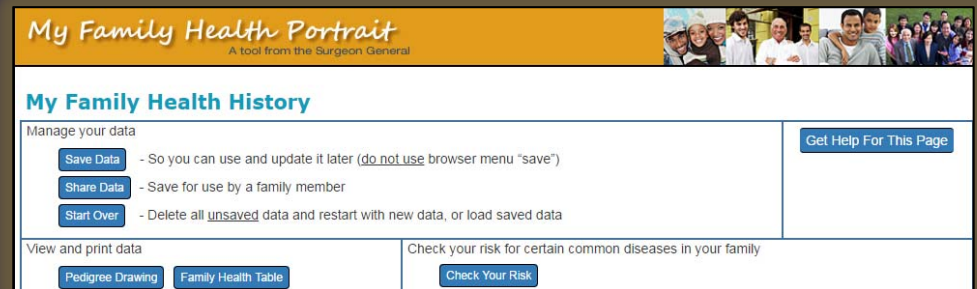 My Family Health Portrait
A tool from the Surgeon General
My Family Health History
Manage your data
Get Help For This Page
Save Data - So you can use and update it later (do not use browser menu “save”)
Share Data - Save for use by a family member
Start Over - Delete all unsaved data and restart with new data, or load saved data
View and print data
Check your risk for certain common diseases in your family
Pedigree Drawing Family Health Table
Check Your Risk